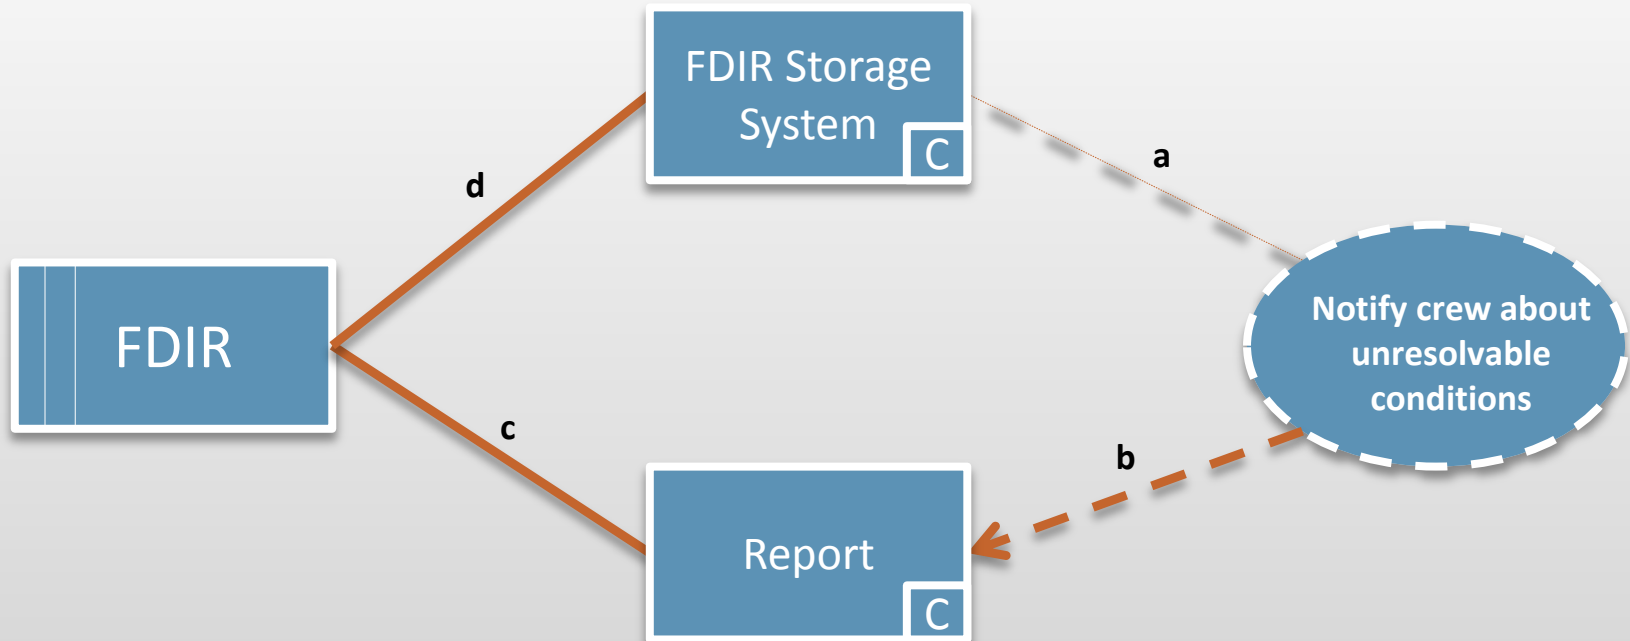 FDIR Storage
System
C
a
d
FDIR
Notify crew about
unresolvable
conditions
c
b
Report
C